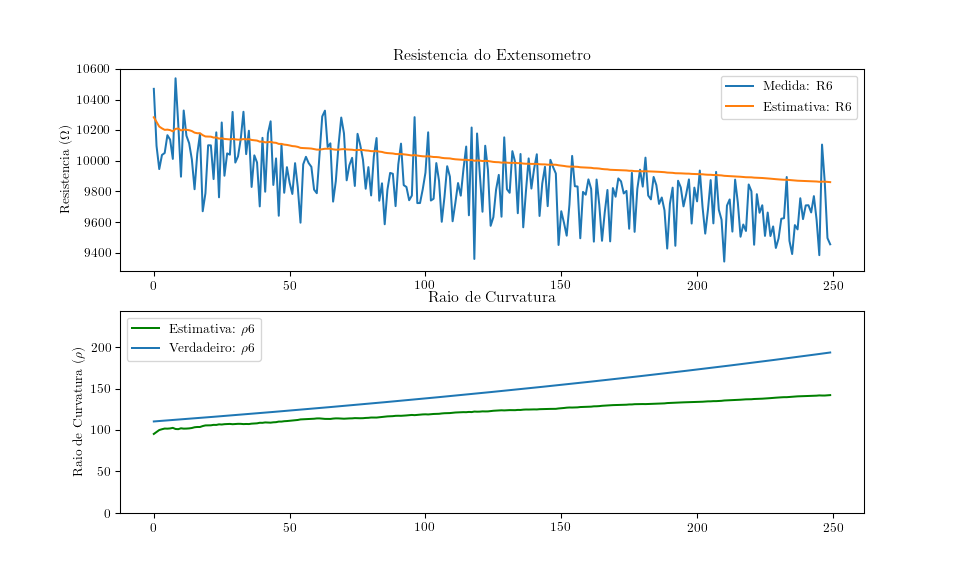 Resistencia do Extensometro
Resistencia (Ω)
10600
10400
10200
10000
9800
9600
9400
Medida: R6
Estimativa: R6
0 50 100 150 200 250
Raio de Curvatura
Raio de Curvatura (ρ)
200
150
100
50
0
Estimativa: ρ6
Verdadeiro: ρ6
0 50 100 150 200 250